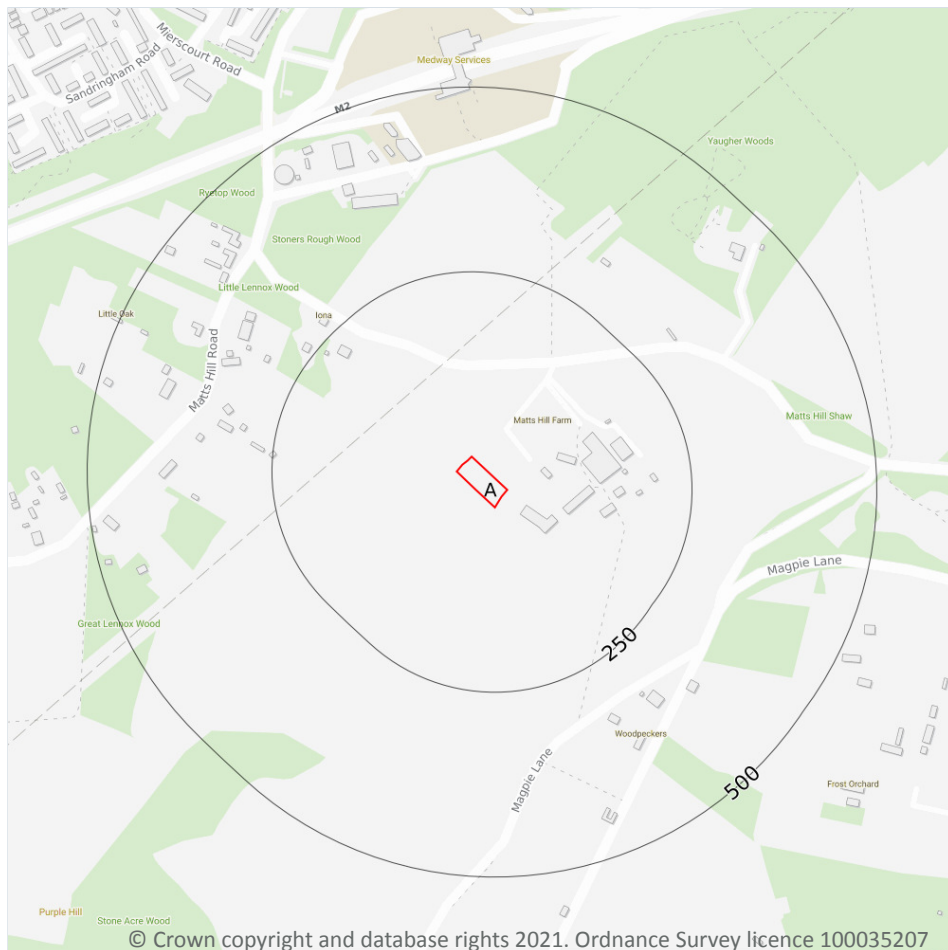 Mierscourt Road
Sandringham Road
Medway Services
M2
Yaugher Woods
Ryetop Wood
Stoners Rough Wood
Little Lennox Wood
Little Oak
Iona
Matts Hill Road
Matts Hill Farm
Matts Hill Shaw
A
Magpie Lane
Great Lennox Wood
250
Woodpeckers
Magpie Lane
500
Frost Orchard
Purple Hill
Stone Acre Wood
© Crown copyright and database rights 2021. Ordnance Survey licence 100035207